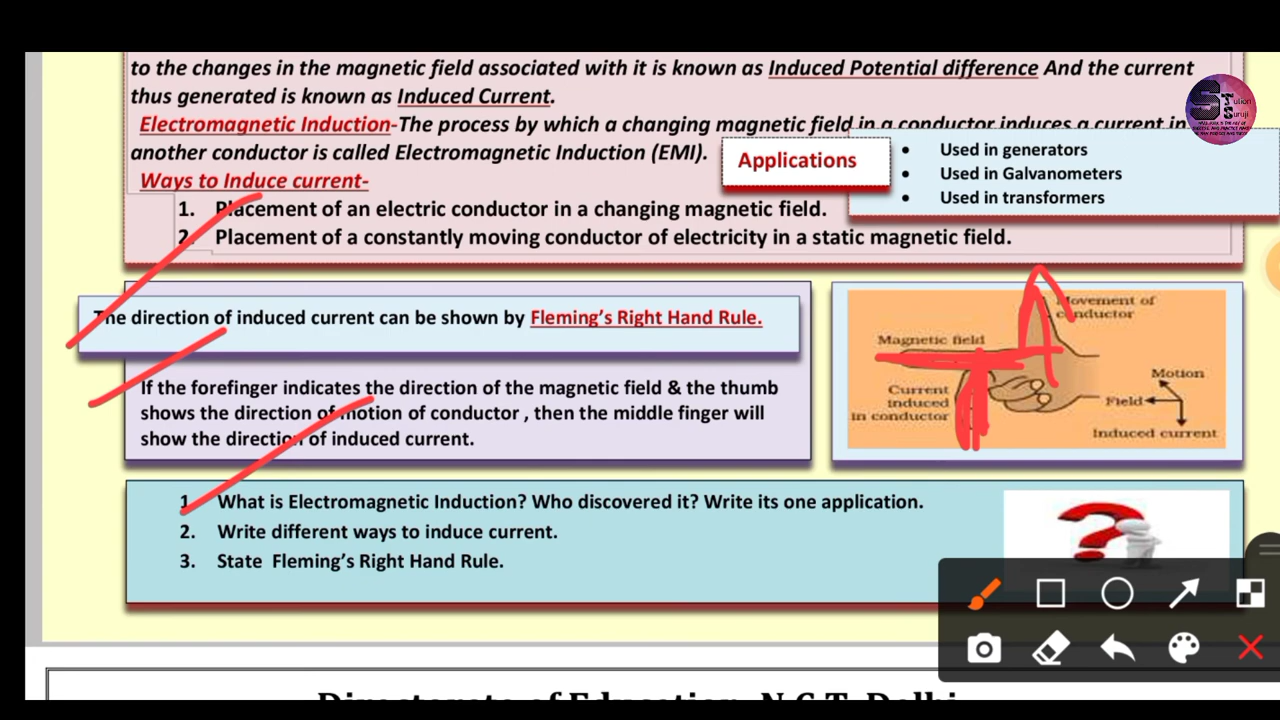 to the changes in the magnetic field associated with it is known as Induced Potential difference And the current
thus generated is known as Induced Current.
Electromagnetic Induction-The process by which a changing magnetic field in a conductor induces a current in
another conductor is called Electromagnetic Induction (EMI).
Applications
• Used in generators
• Used in Galvanometers
• Used in transformers
Ways to Induce current-
1. Placement of an electric conductor in a changing magnetic field.
2. Placement of a constantly moving conductor of electricity in a static magnetic field.
The direction of induced current can be shown by Fleming's Right Hand Rule.
If the forefinger indicates the direction of the magnetic field & the thumb
shows the direction of motion of conductor , then the middle finger will
show the direction of induced current.
Movement of
conductor
Magnetic field
Current
induced
in conductor
Motion
Field
Induced current
1. What is Electromagnetic Induction? Who discovered it? Write its one application.
2. Write different ways to induce current.
3. State Fleming's Right Hand Rule.